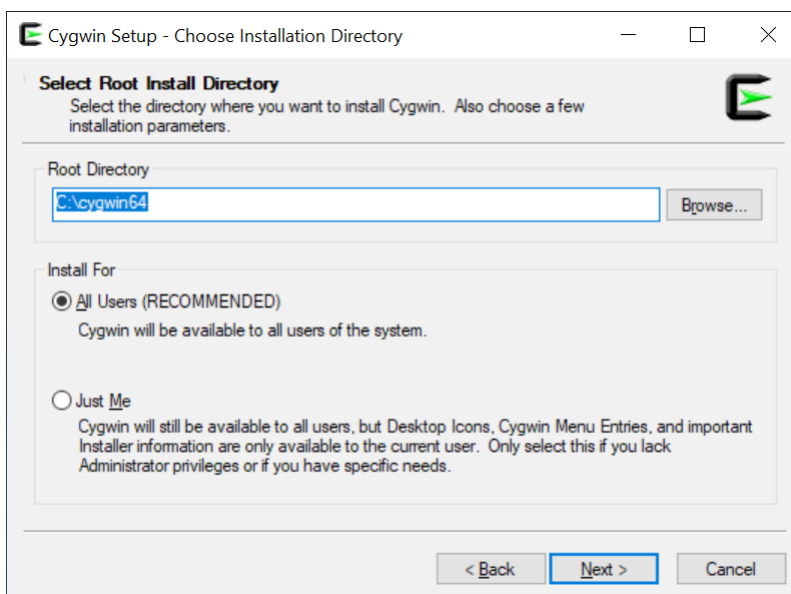 Cygwin Setup - Choose Installation Directory
Select Root Install Directory
Select the directory where you want to install Cygwin. Also choose a few
installation parameters.
Root Directory
C:\cygwin64
Browse...
Install For
All Users (RECOMMENDED)
Cygwin will be available to all users of the system.
Just Me
Cygwin will still be available to all users, but Desktop Icons, Cygwin Menu Entries, and important
Installer information are only available to the current user. Only select this if you lack
Administrator privileges or if you have specific needs.
< Back
Next >
Cancel